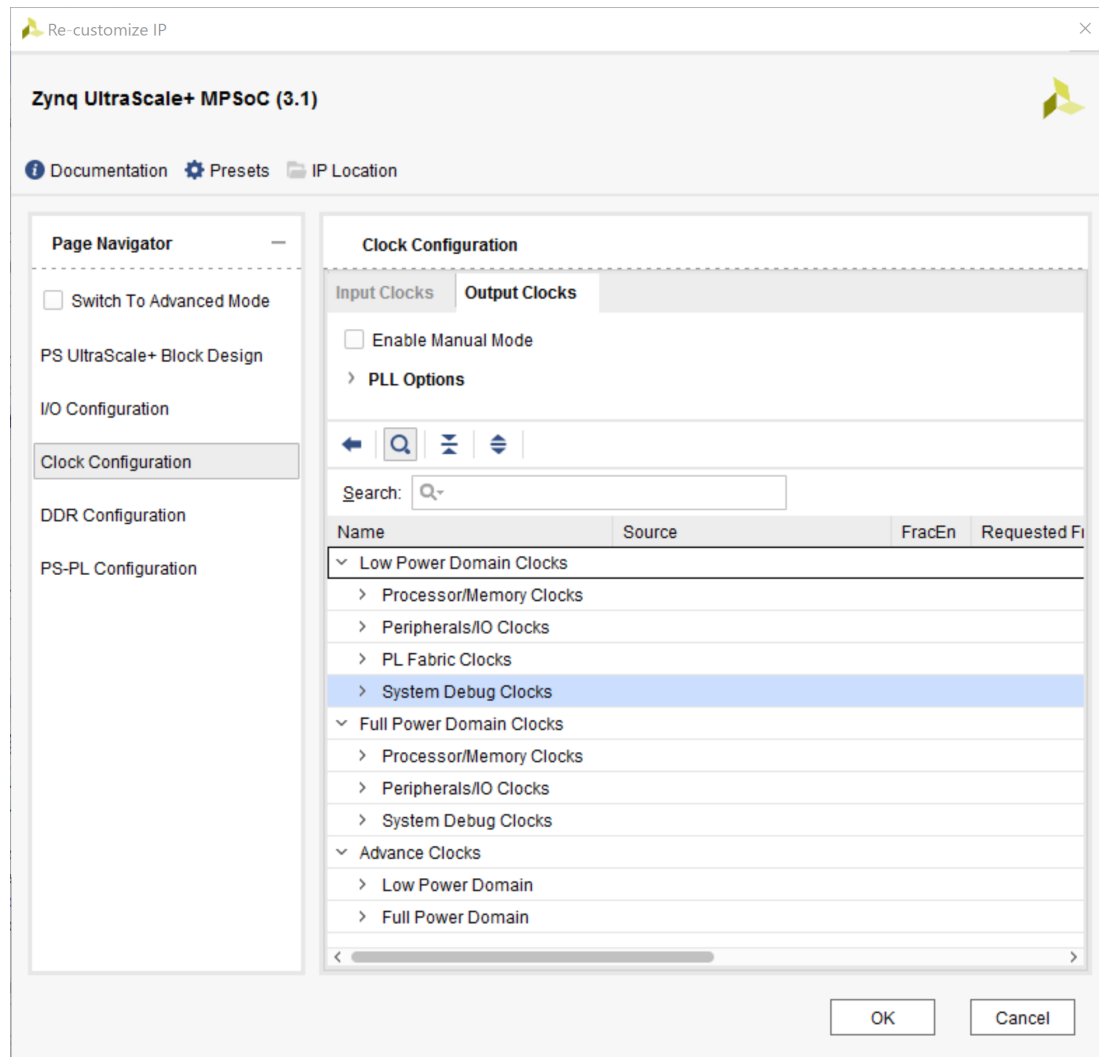 Re-customize IP
Zynq UltraScale+ MPSoC (3.1)
Documentation Presets IP Location
Page Navigator
Switch To Advanced Mode
PS UltraScale+ Block Design
I/O Configuration
Clock Configuration
DDR Configuration
PS-PL Configuration
Clock Configuration
Input Clocks Output Clocks
Enable Manual Mode
PLL Options
Search:
Name Source FracEn Requested Fr
Low Power Domain Clocks
Processor/Memory Clocks
Peripherals/IO Clocks
PL Fabric Clocks
System Debug Clocks
Full Power Domain Clocks
Processor/Memory Clocks
Peripherals/IO Clocks
System Debug Clocks
Advance Clocks
Low Power Domain
Full Power Domain
OK Cancel